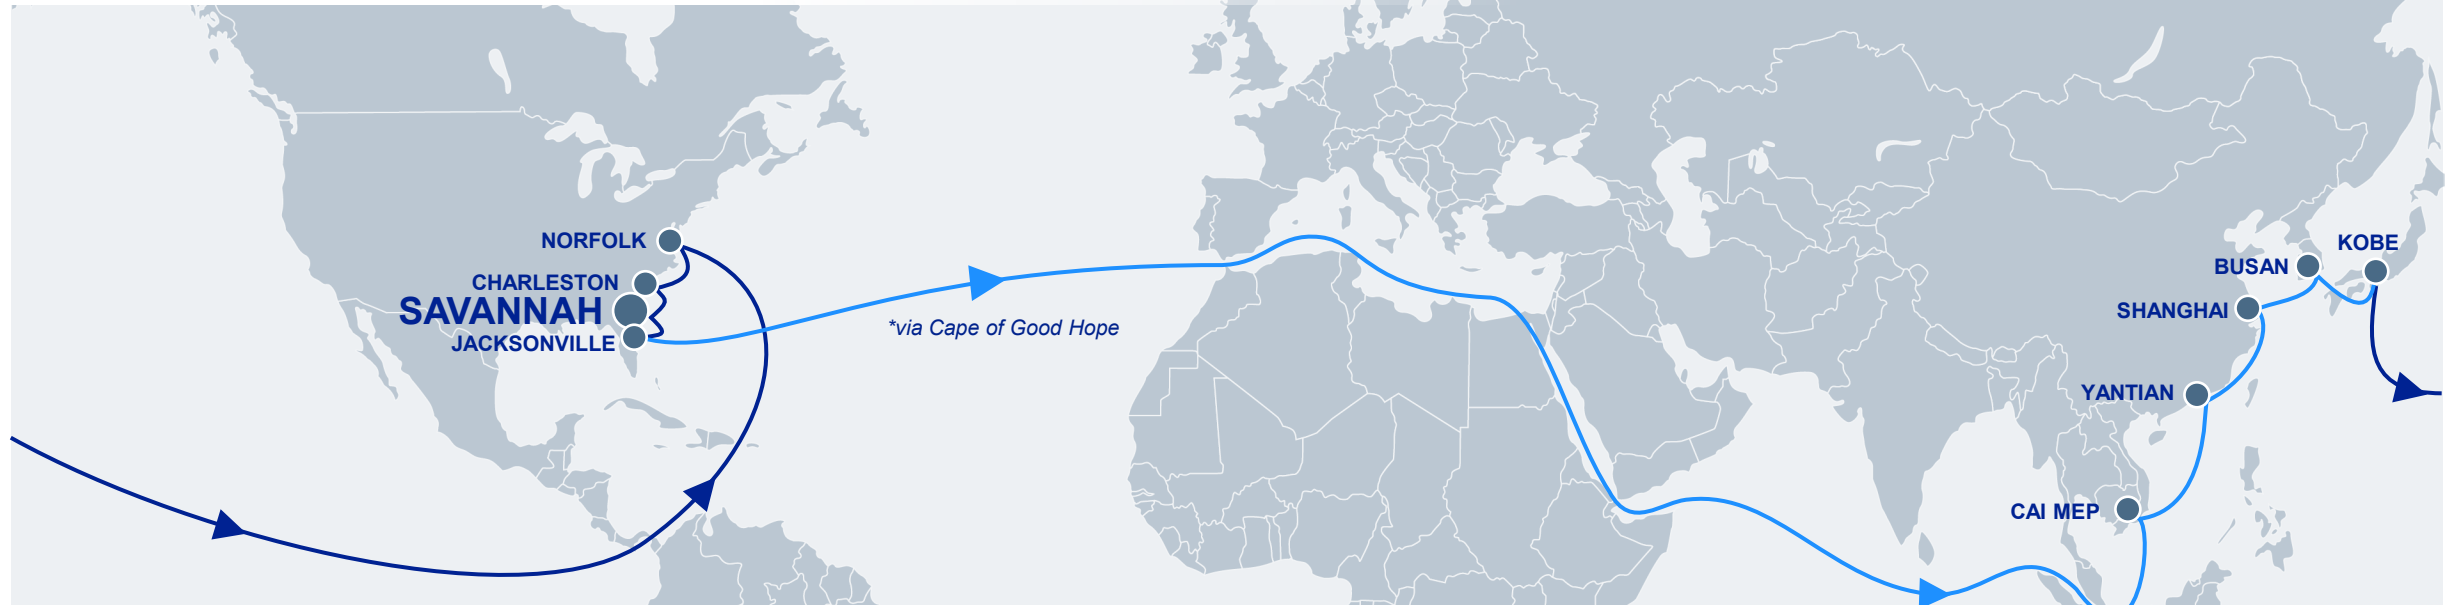 NORFOLK
CHARLESTON
SAVANNAH
JACKSONVILLE
*via Cape of Good Hope
KOBE
BUSAN
SHANGHAI
YANTIAN
CAI MEP